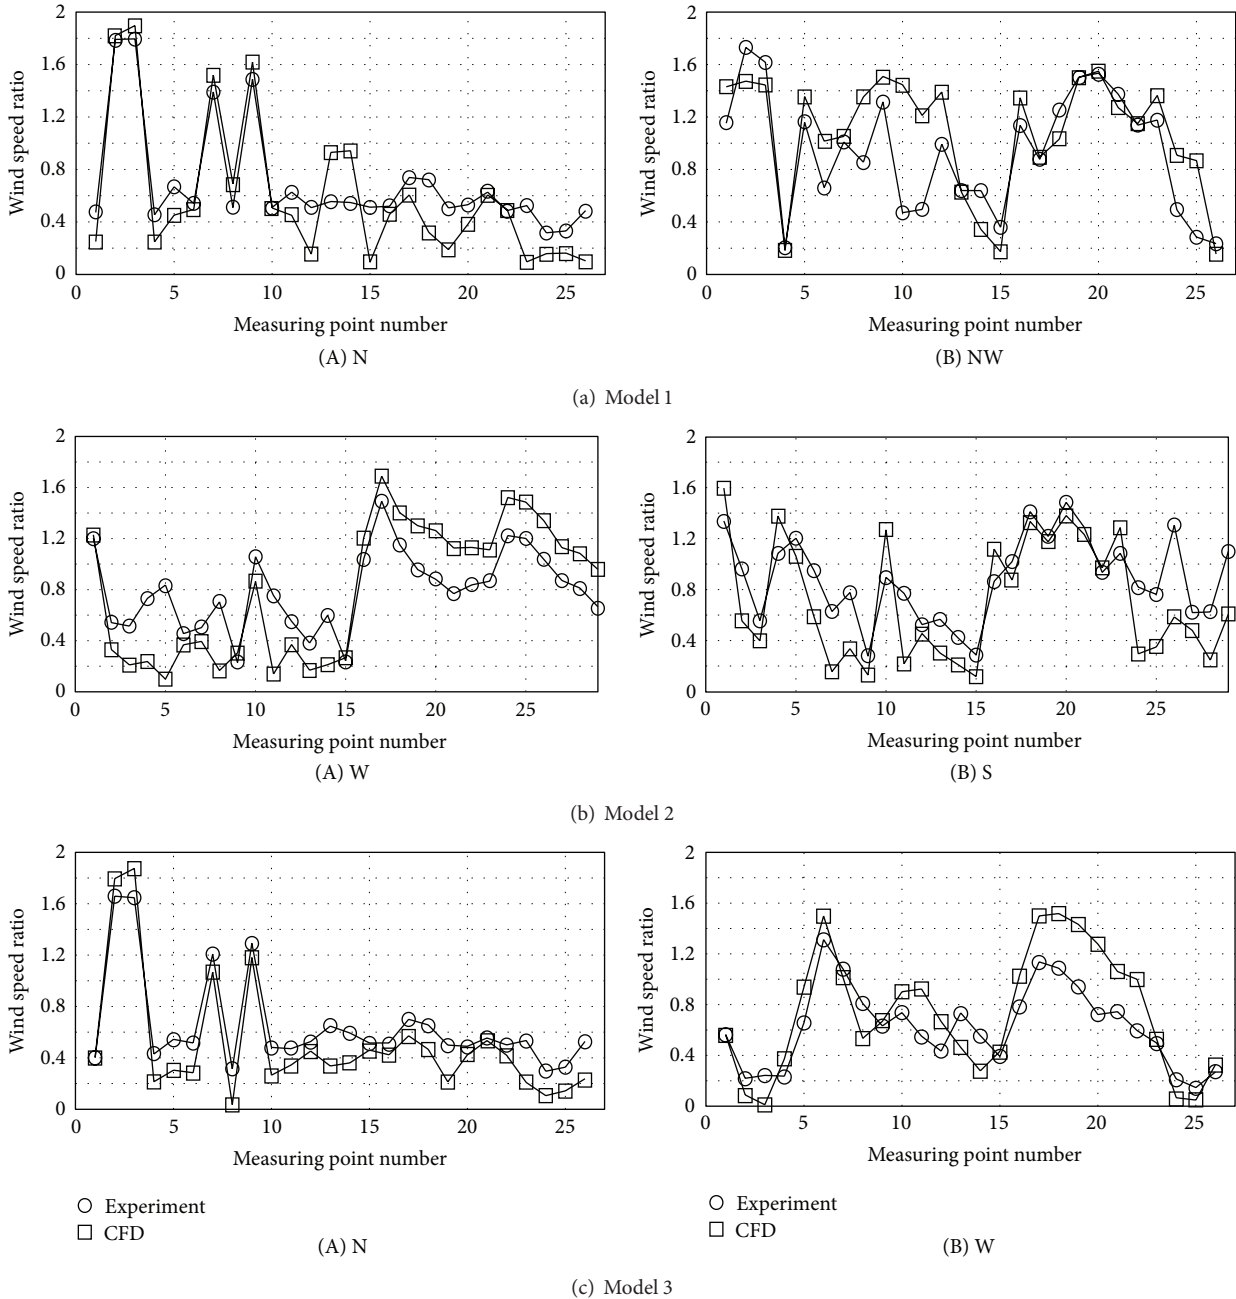 2
1.6
1.2
0.8
0.4
0
Wind speed ratio
0 5 10 15 20 25
Measuring point number
(A) N
2
1.6
1.2
0.8
0.4
0
Wind speed ratio
0 5 10 15 20 25
Measuring point number
(B) NW
(a) Model 1
2
1.6
1.2
0.8
0.4
0
Wind speed ratio
0 5 10 15 20 25
Measuring point number
(A) W
2
1.6
1.2
0.8
0.4
0
Wind speed ratio
0 5 10 15 20 25
Measuring point number
(B) S
(b) Model 2
2
1.6
1.2
0.8
0.4
0
Wind speed ratio
0 5 10 15 20 25
Measuring point number
Experiment
CFD
(A) N
2
1.6
1.2
0.8
0.4
0
Wind speed ratio
0 5 10 15 20 25
Measuring point number
Experiment
CFD
(B) W
(c) Model 3